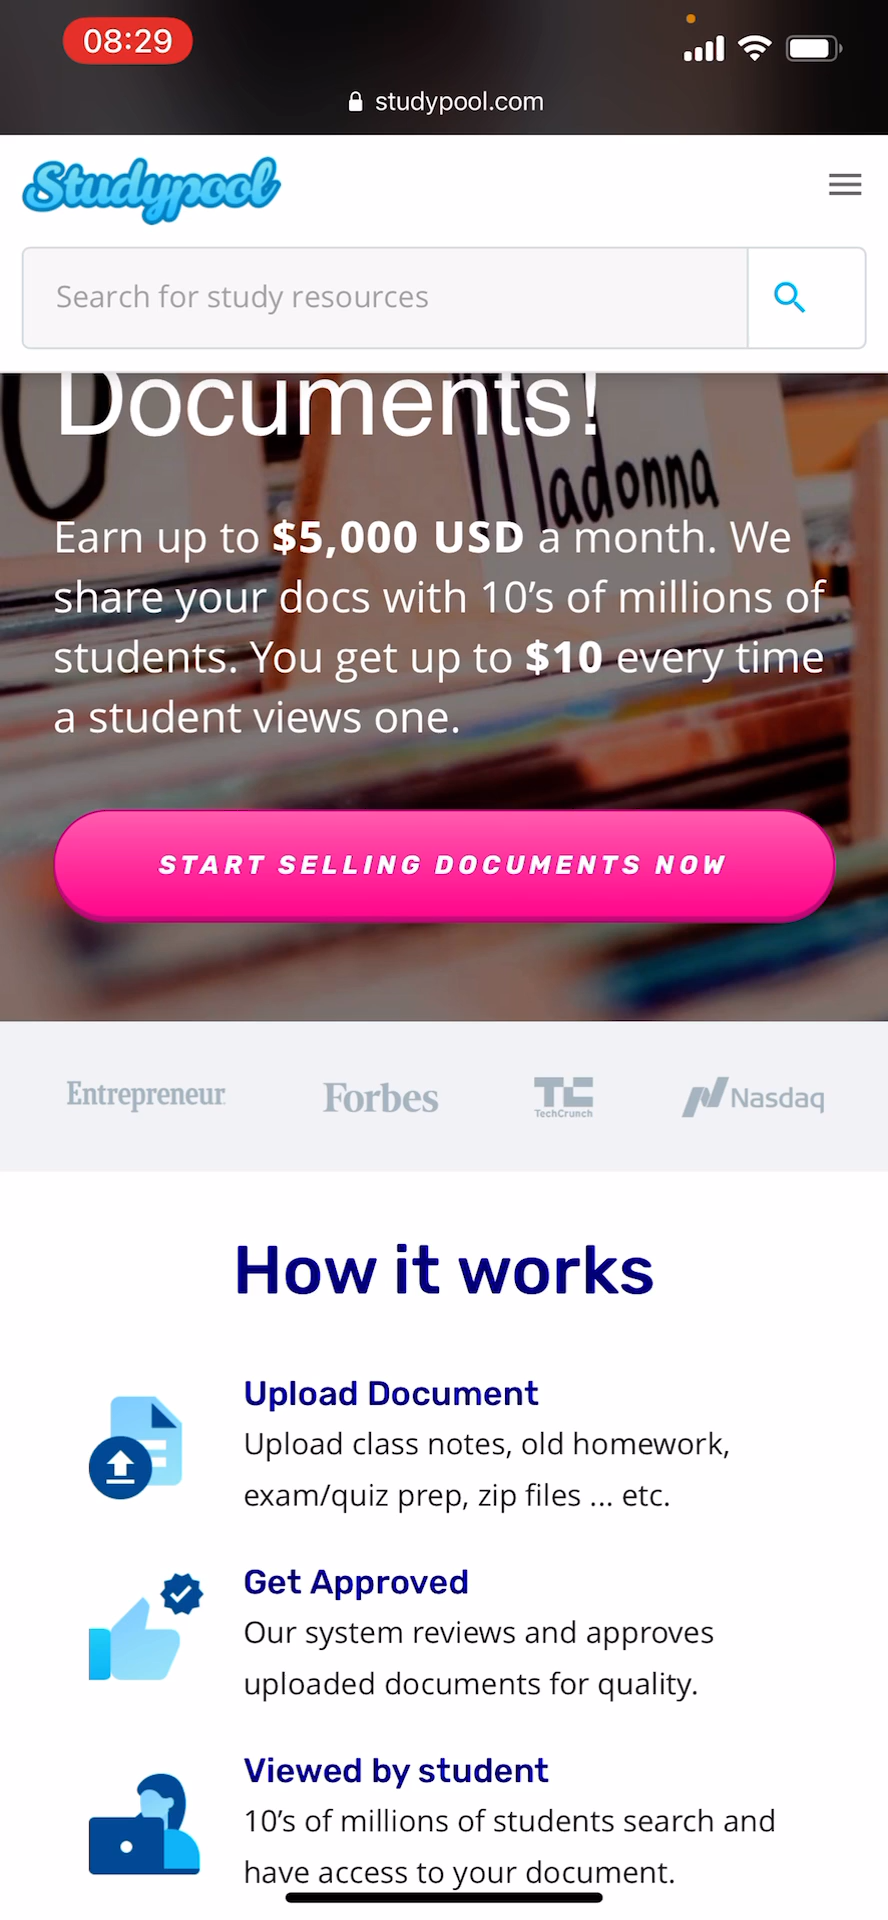 08:29
studypool.com
Studypool
Search for study resources
Documents!
Madonna
Earn up to $5,000 USD a month. We
share your docs with 10’s of millions of
students. You get up to $10 every time
a student views one.
START SELLING DOCUMENTS NOW
Entrepreneur
Forbes
TC
TechCrunch
Nasdaq
How it works
Upload Document
Upload class notes, old homework,
exam/quiz prep, zip files ... etc.
Get Approved
Our system reviews and approves
uploaded documents for quality.
Viewed by student
10’s of millions of students search and
have access to your document.